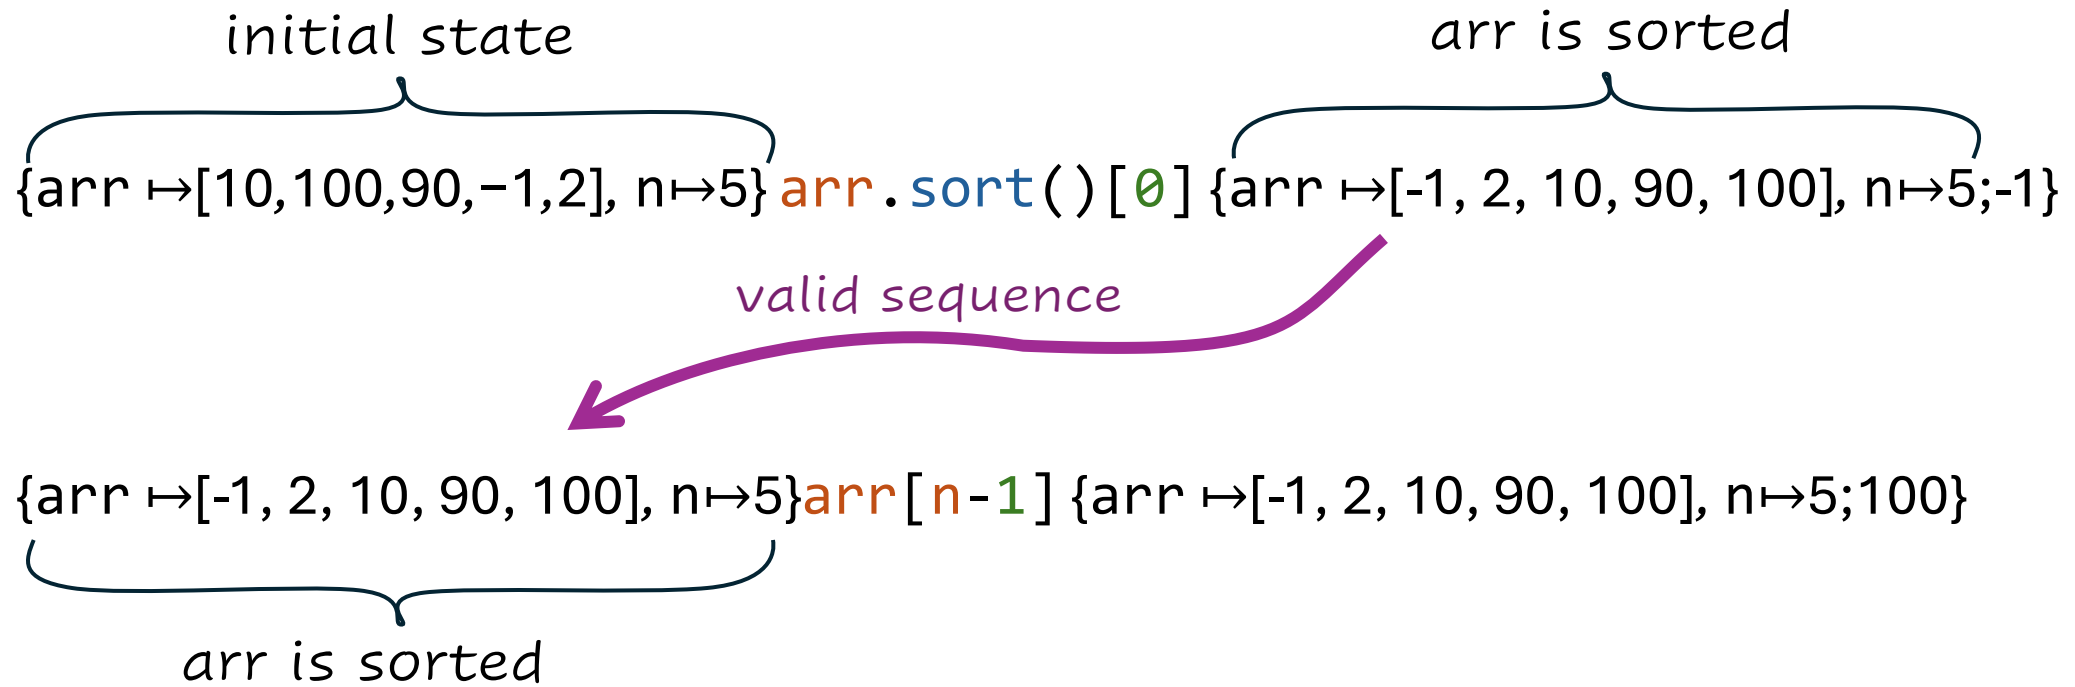 initial state
arr is sorted
{arr ↦[10,100,90,−1,2], n↦5} arr.sort()[0] {arr ↦[-1, 2, 10, 90, 100], n↦5;-1}
valid sequence
{arr ↦[-1, 2, 10, 90, 100], n↦5}arr[n-1] {arr ↦[-1, 2, 10, 90, 100], n↦5;100}
arr is sorted